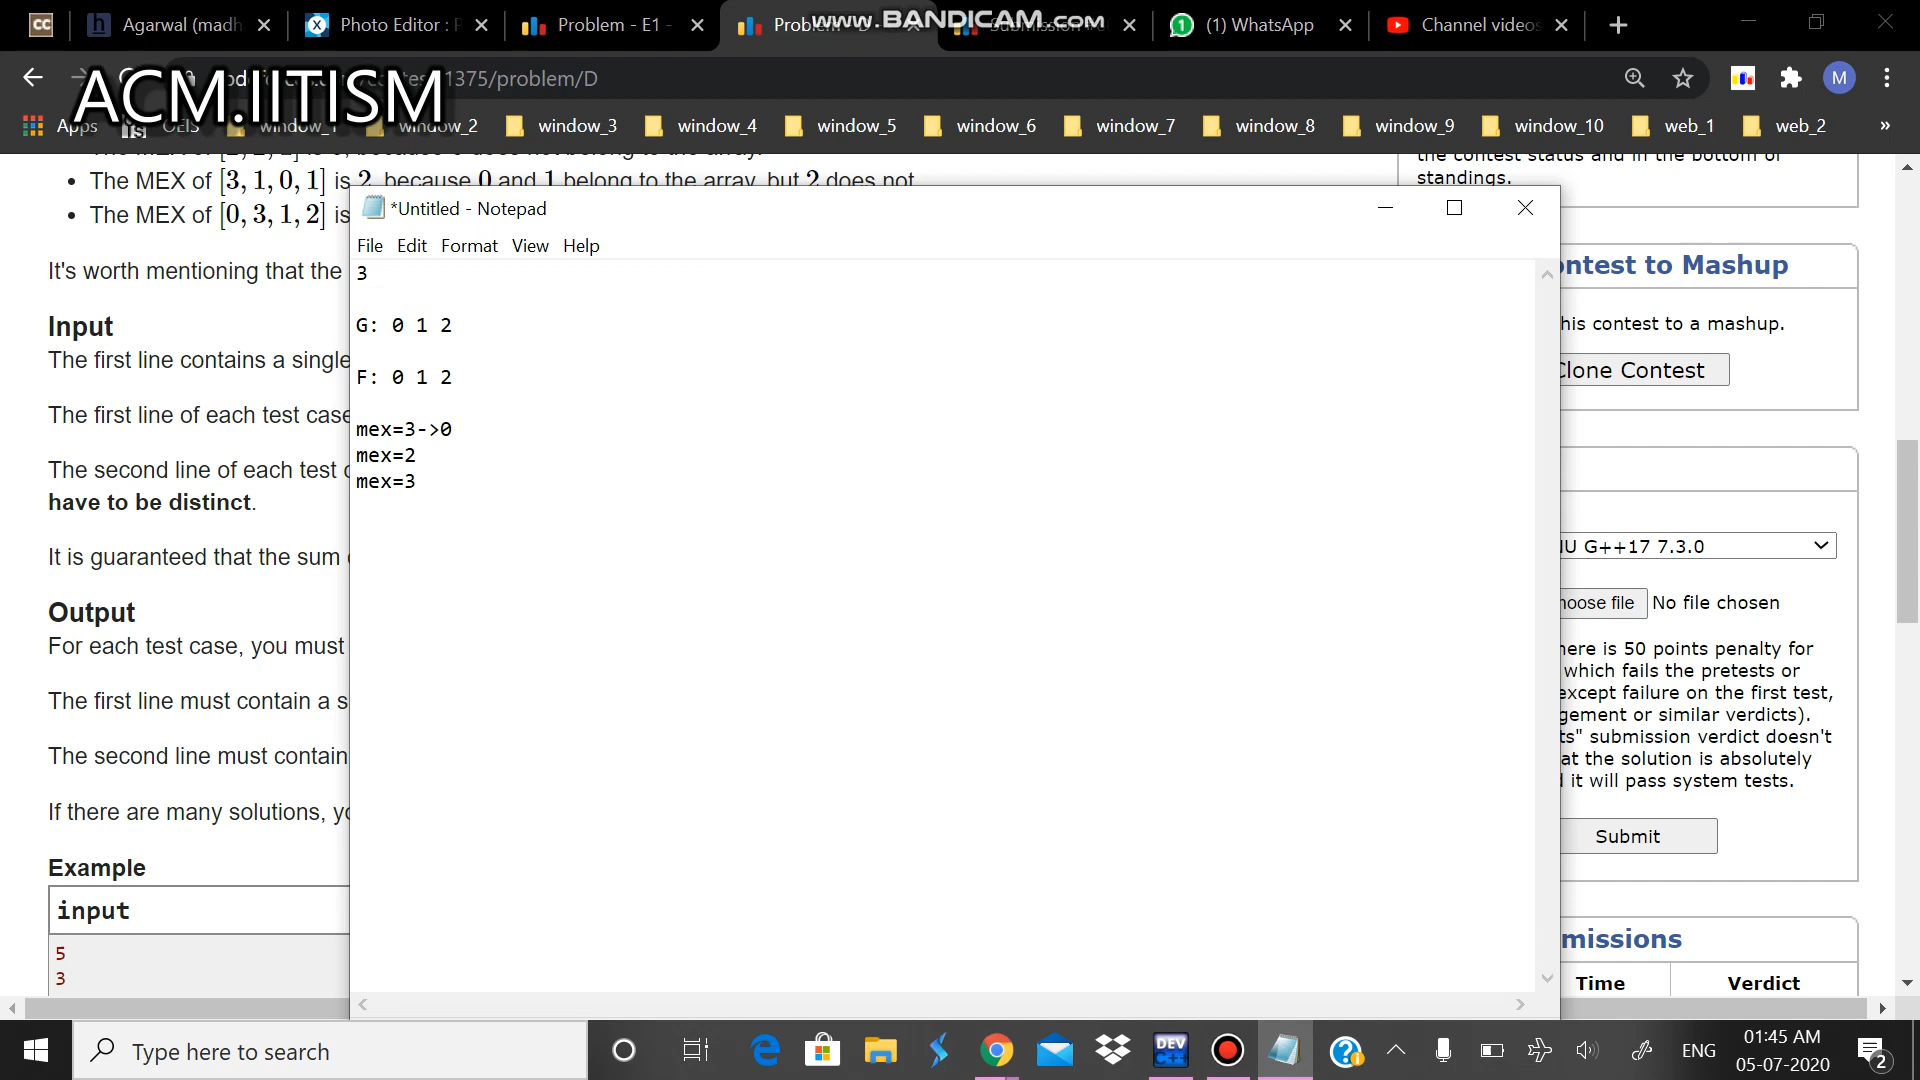 www.BANDICAM.com
Agarwal (madh
Photo Editor : P
Problem - E1 -
(1) WhatsApp
Channel videos
1375/problem/D
M
ACM.IITISM
Apps
OEIS
window_1
window_2
window_3
window_4
window_5
window_6
window_7
window_8
window_9
window_10
web_1
web_2
»
The MEX of [3, 1, 0, 1] is 2, because 0 and 1 belong to the array, but 2 does not.
The MEX of [0, 3, 1, 2] is
It's worth mentioning that the
Input
The first line contains a single
The first line of each test case
The second line of each test c
have to be distinct.
It is guaranteed that the sum
Output
For each test case, you must
The first line must contain a s
The second line must contain
If there are many solutions, yo
Example
input
5
3
*Untitled - Notepad
File Edit Format View Help
3
G: 0 1 2
F: 0 1 2
mex=3->0
mex=2
mex=3
the contest status and in the bottom of
standings.
ontest to Mashup
his contest to a mashup.
Clone Contest
NU G++17 7.3.0
hoose file No file chosen
here is 50 points penalty for
which fails the pretests or
except failure on the first test,
gement or similar verdicts).
ts" submission verdict doesn't
at the solution is absolutely
it will pass system tests.
Submit
missions
Time Verdict
Type here to search
DEV
C++
ENG
01:45 AM
05-07-2020
2